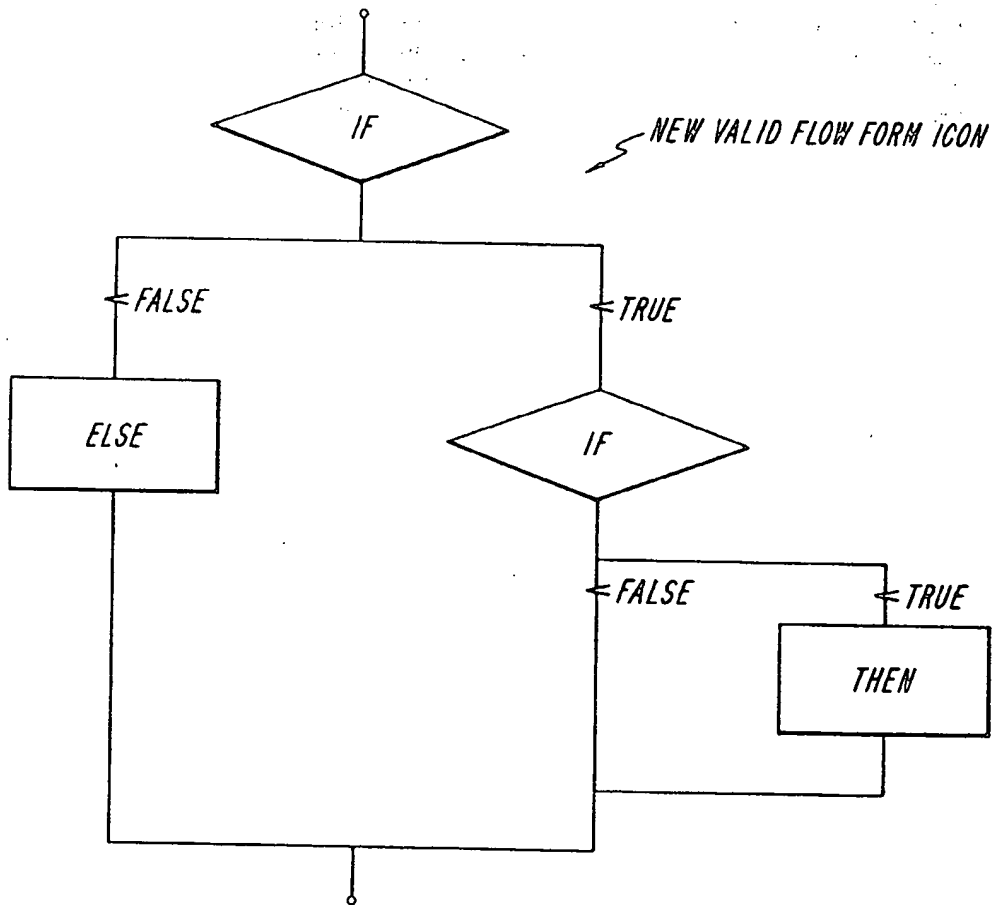 IF
NEW VALID FLOW FORM ICON
FALSE
TRUE
ELSE
IF
FALSE
TRUE
THEN